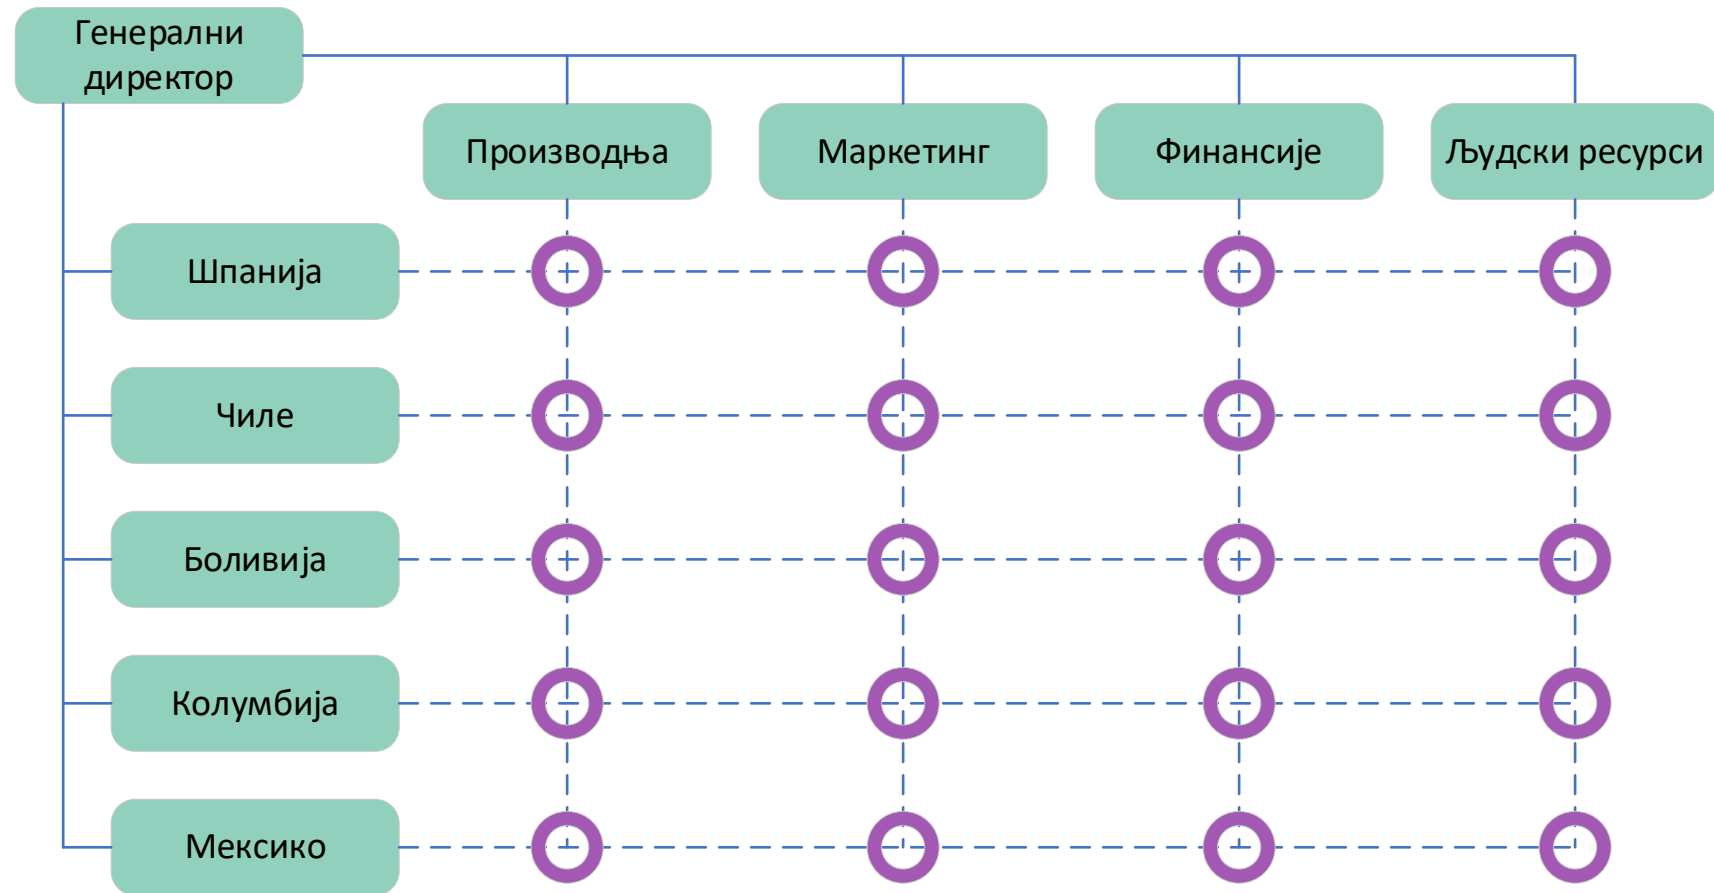 Генерални
директор
Производња
Маркетинг
Финансије
Људски ресурси
Шпанија
Чиле
Боливија
Колумбија
Мексико